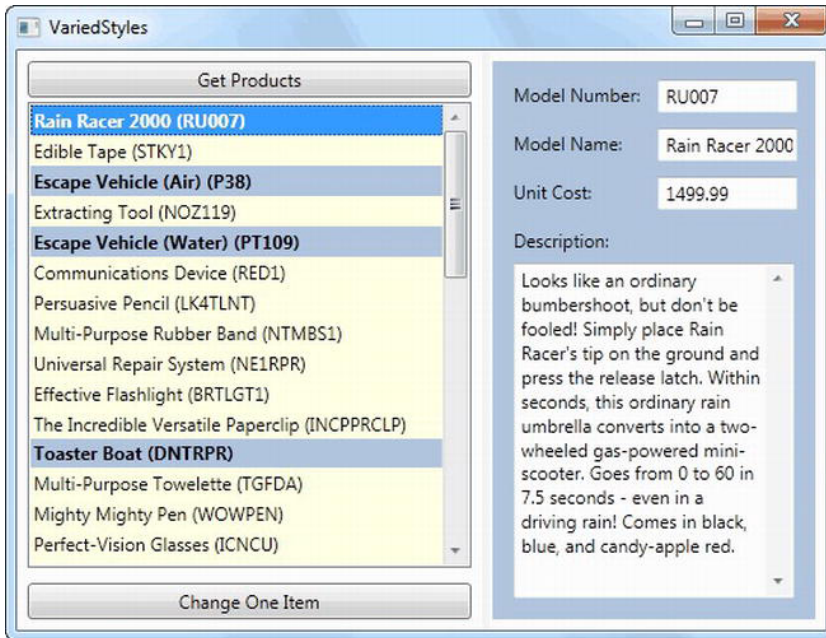 VariedStyles
Get Products
Rain Racer 2000 (RU007)
Edible Tape (STKY1)
Escape Vehicle (Air) (P38)
Extracting Tool (NOZ119)
Escape Vehicle (Water) (PT109)
Communications Device (RED1)
Persuasive Pencil (LK4TLNT)
Multi-Purpose Rubber Band (NTMBS1)
Universal Repair System (NE1RPR)
Effective Flashlight (BRTLGT1)
The Incredible Versatile Paperclip (INCPPRCLP)
Toaster Boat (DNTRPR)
Multi-Purpose Towelette (TGFDA)
Mighty Mighty Pen (WOWPEN)
Perfect-Vision Glasses (ICNCU)
Change One Item
Model Number: RU007
Model Name: Rain Racer 2000
Unit Cost: 1499.99
Description:
Looks like an ordinary
bumbershoot, but don't be
fooled! Simply place Rain
Racer's tip on the ground and
press the release latch. Within
seconds, this ordinary rain
umbrella converts into a two-
wheeled gas-powered mini-
scooter. Goes from 0 to 60 in
7.5 seconds - even in a
driving rain! Comes in black,
blue, and candy-apple red.